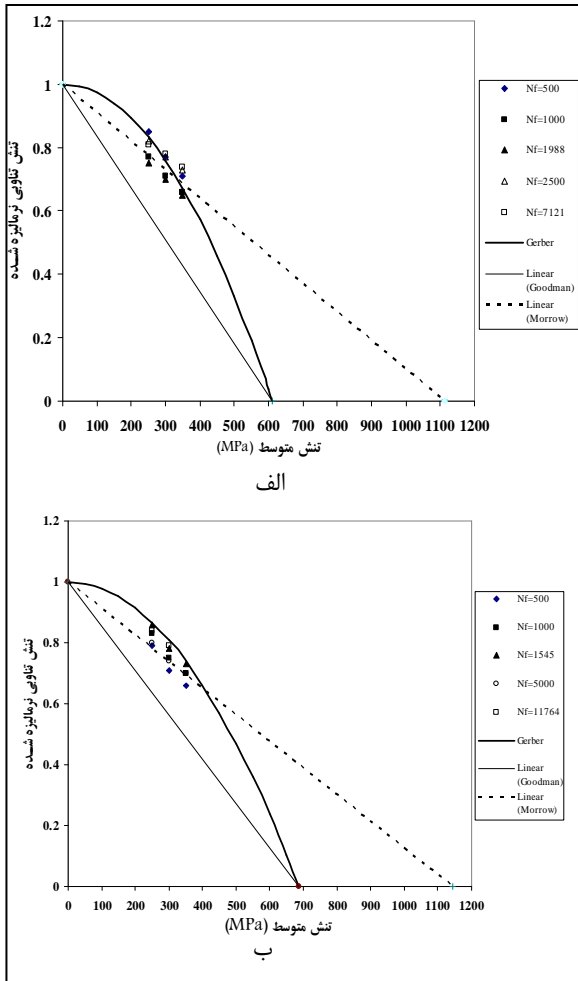 1.2
1
0.8
0.6
0.4
0.2
0
0 100 200 300 400 500 600 700 800 900 1000 1100 1200
تنش تناوبی نرمالیزه شده
تنش متوسط (MPa)
Nf=500
Nf=1000
Nf=1988
Nf=2500
Nf=7121
Gerber
Linear
(Goodman)
Linear
(Morrow)
الف
1.2
1
0.8
0.6
0.4
0.2
0
0 100 200 300 400 500 600 700 800 900 1000 1100 1200
تنش تناوبی نرمالیزه شده
تنش متوسط (MPa)
Nf=500
Nf=1000
Nf=1545
Nf=5000
Nf=11764
Gerber
Linear
(Goodman)
Linear
(Morrow)
ب